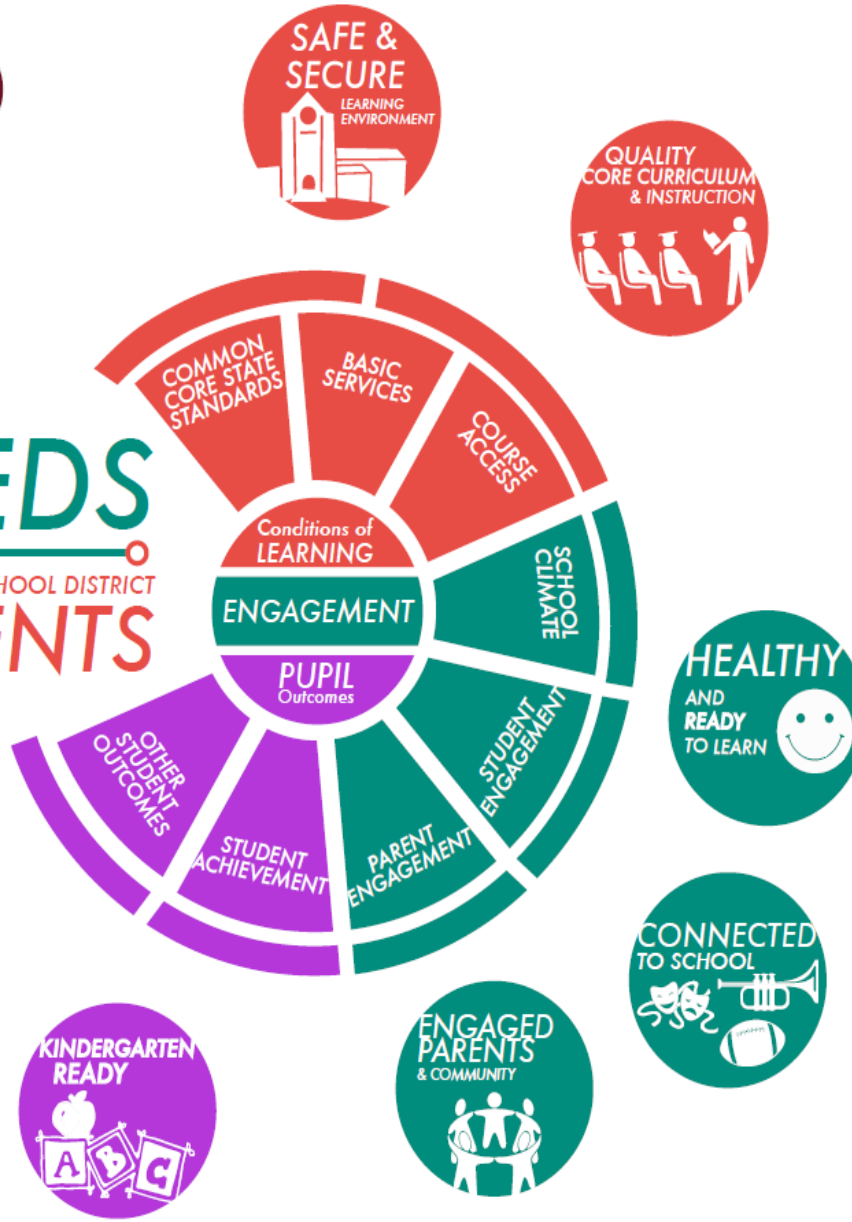 SAFE &
SECURE
LEARNING
ENVIRONMENT
QUALITY
CORE CURRICULUM
& INSTRUCTION
COMMON
CORE STATE
STANDARDS
BASIC
SERVICES
COURSE
ACCESS
EDS
HOOL DISTRICT
ENTS
Conditions of
LEARNING
ENGAGEMENT
PUPIL
Outcomes
SCHOOL
CLIMATE
STUDENT
ENGAGEMENT
PARENT
ENGAGEMENT
STUDENT
ACHIEVEMENT
OTHER
STUDENT
OUTCOMES
HEALTHY
AND
READY
TO LEARN
CONNECTED
TO SCHOOL
ENGAGED
PARENTS
& COMMUNITY
KINDERGARTEN
READY
A B C